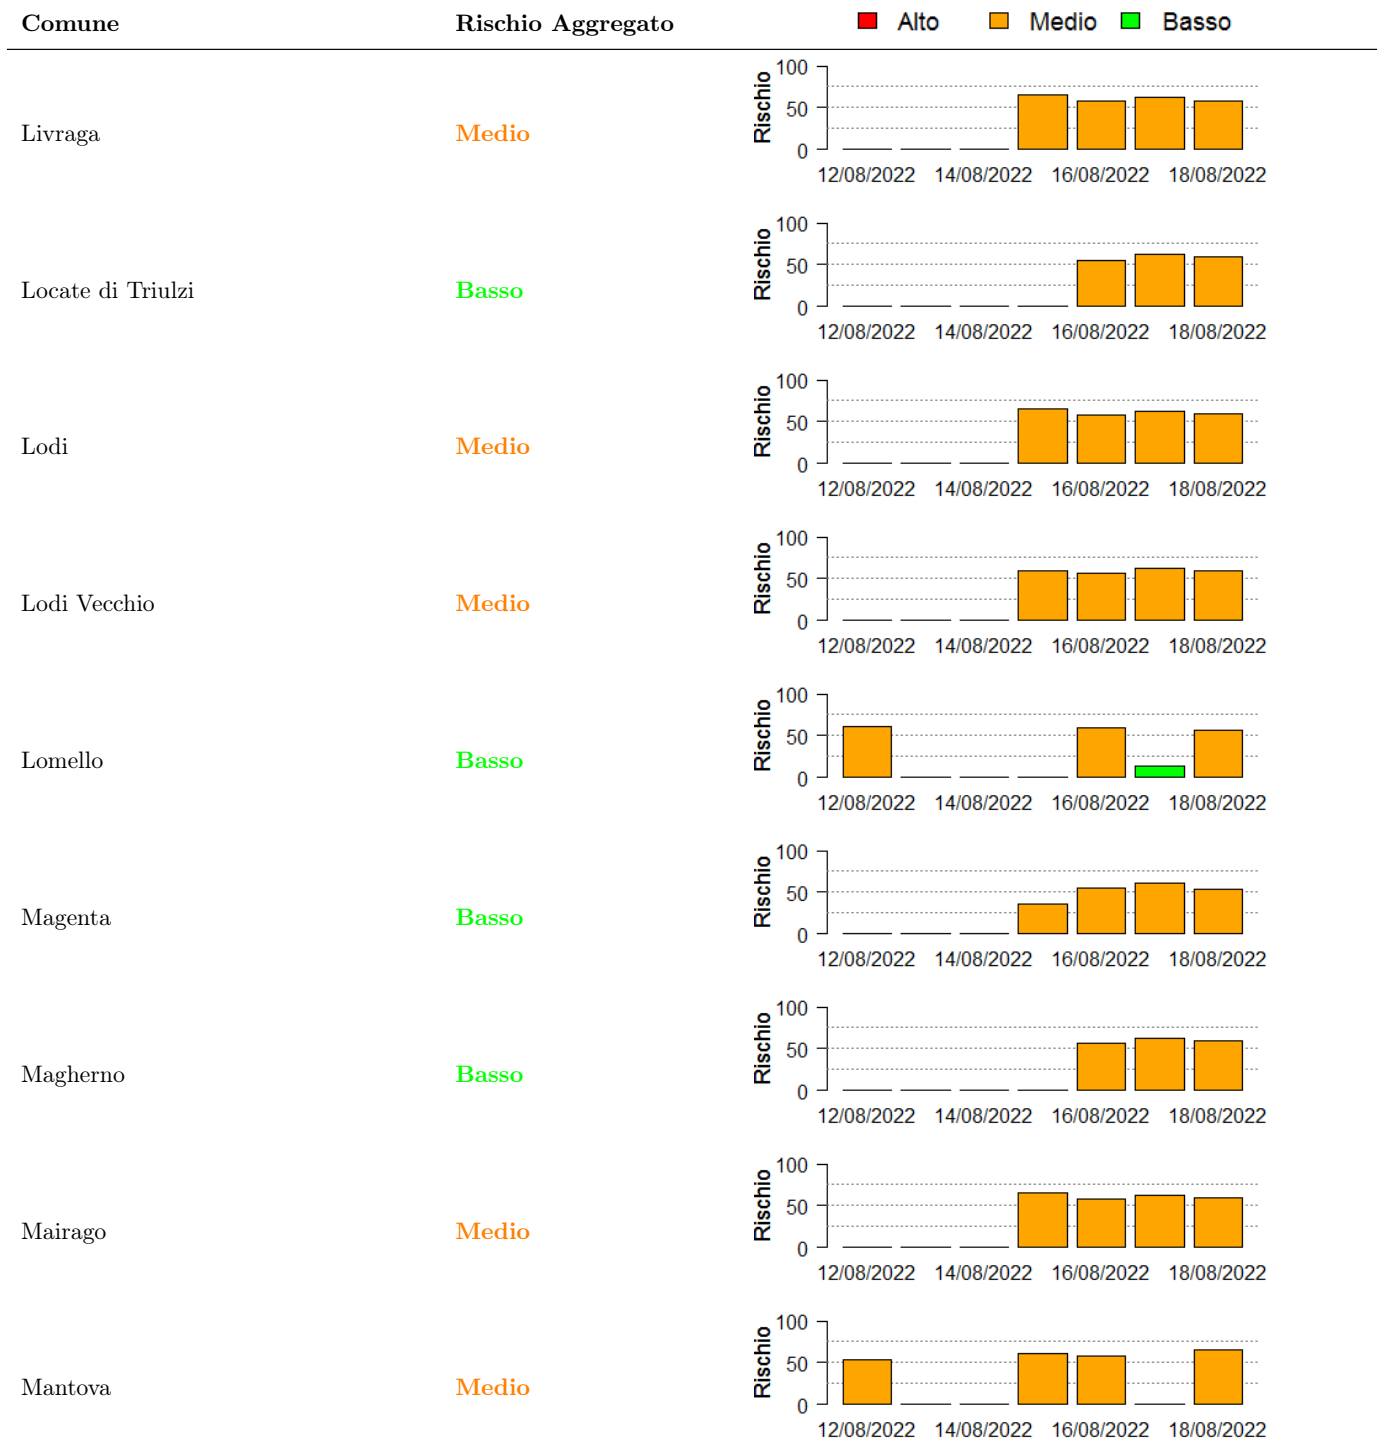 Comune Rischio Aggregato Alto Medio Basso
100
50
0
Rischio
Livraga Medio
12/08/2022 14/08/2022 16/08/2022 18/08/2022
100
50
0
Rischio
Locate di Triulzi Basso
12/08/2022 14/08/2022 16/08/2022 18/08/2022
100
50
0
Rischio
Lodi Medio
12/08/2022 14/08/2022 16/08/2022 18/08/2022
100
50
0
Rischio
Lodi Vecchio Medio
12/08/2022 14/08/2022 16/08/2022 18/08/2022
100
50
0
Rischio
Lomello Basso
12/08/2022 14/08/2022 16/08/2022 18/08/2022
100
50
0
Rischio
Magenta Basso
12/08/2022 14/08/2022 16/08/2022 18/08/2022
100
50
0
Rischio
Magherno Basso
12/08/2022 14/08/2022 16/08/2022 18/08/2022
100
50
0
Rischio
Mairago Medio
12/08/2022 14/08/2022 16/08/2022 18/08/2022
100
50
0
Rischio
Mantova Medio
12/08/2022 14/08/2022 16/08/2022 18/08/2022